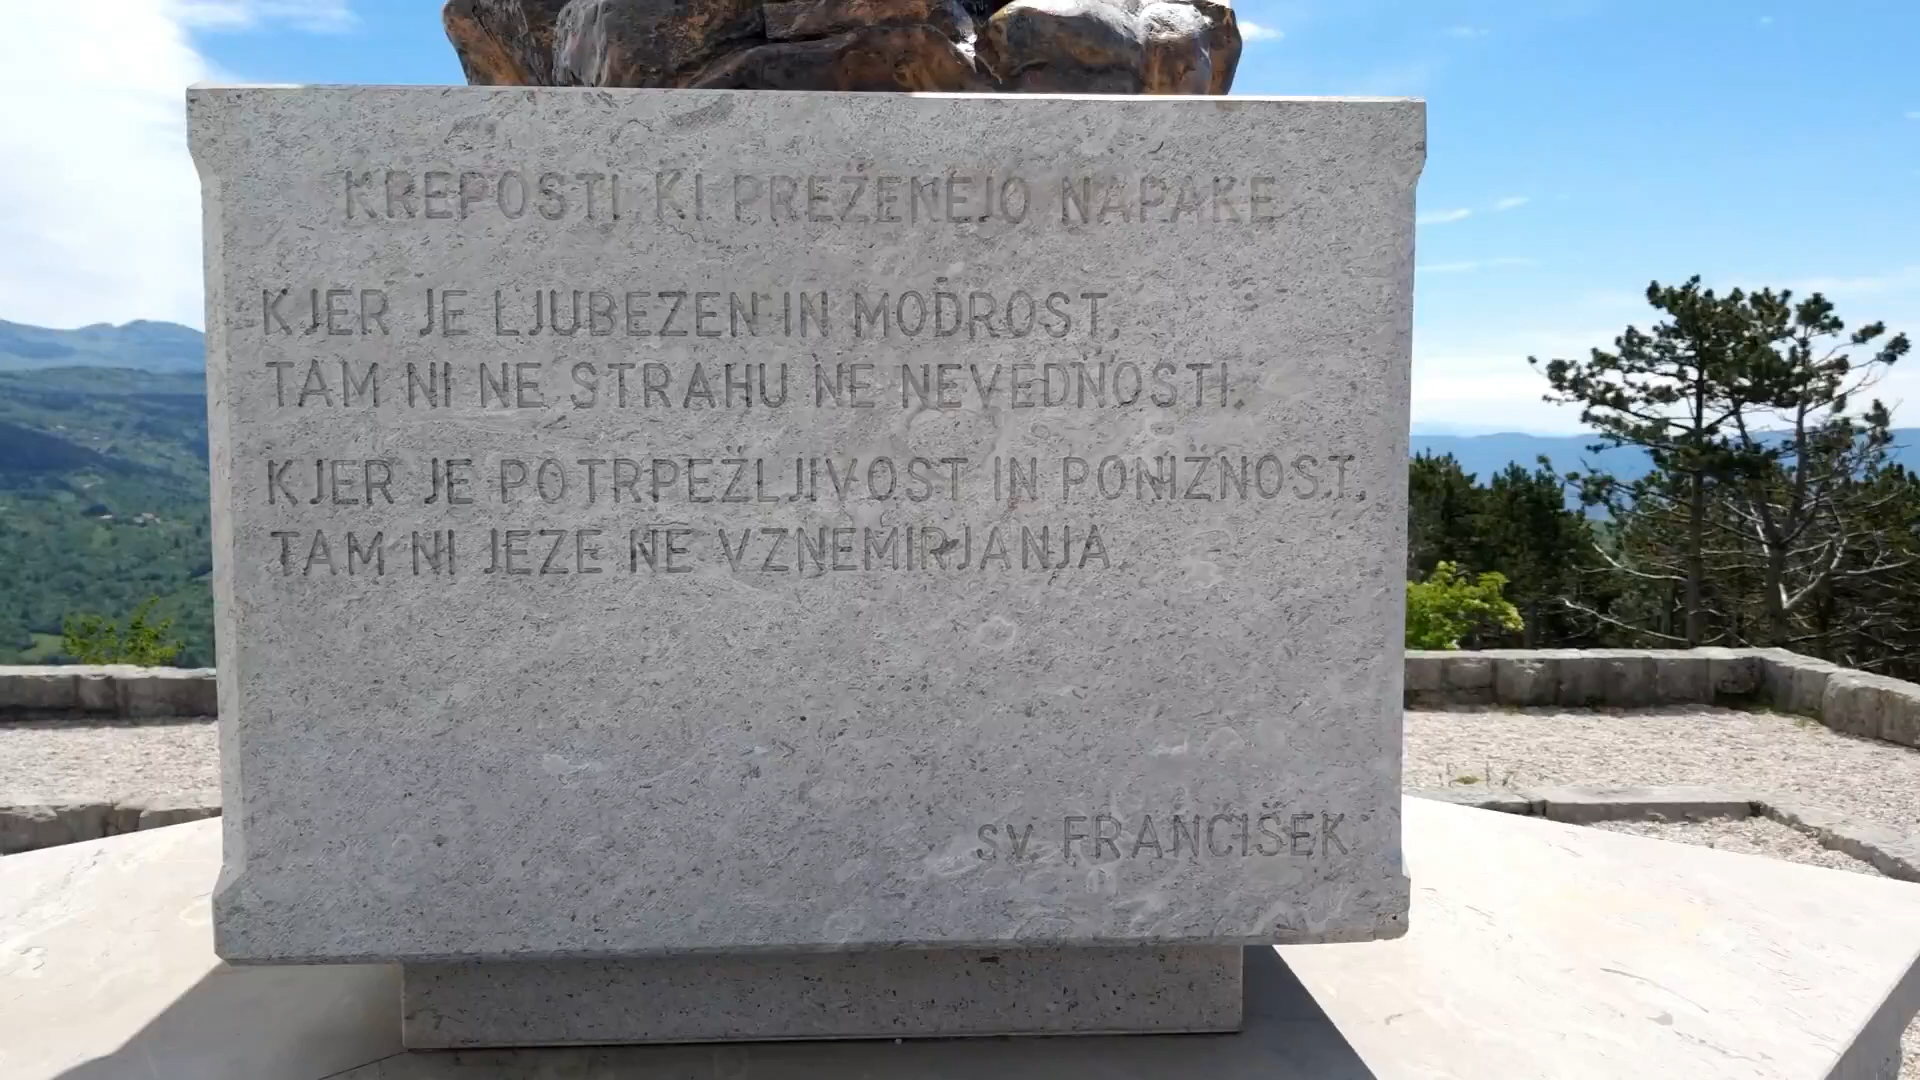 KREPOSTI, KI PREŽENEJO NAPAKE
KJER JE LJUBEZEN IN MODROST,
TAM NI NE STRAHU NE NEVEDNOSTI.
KJER JE POTRPEŽLJIVOST IN PONIŽNOST,
TAM NI JEZE NE VZNEMIRJANJA.
SV. FRANČIŠEK